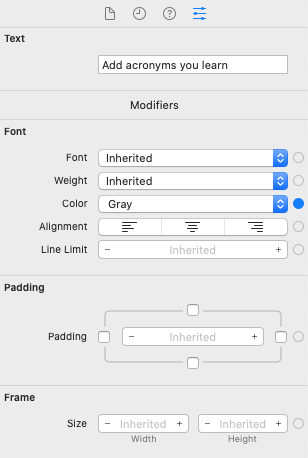 Text
Add acronyms you learn
Modifiers
Font
Font Inherited
Weight Inherited
Color Gray
Alignment
Line Limit − Inherited +
Padding
Padding − Inherited +
Frame
Size − Inherited + − Inherited +
Width Height